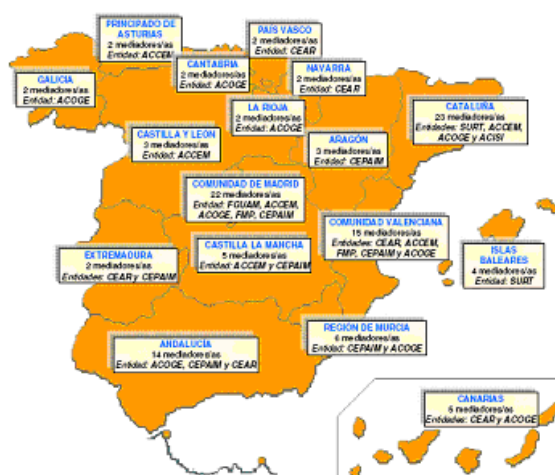 PRINCIPADO DE
ASTURIAS
2 mediadores/as
Entidad: ACCEM
PAIS VASCO
2 mediadores/as
Entidad: CEAR
CANTABRIA
2 mediadores/as
Entidad: ACOGE
NAVARRA
2 mediadores/as
Entidad: CEAR
GALICIA
2 mediadores/as
Entidad: ACOGE
LA RIOJA
2 mediadores/as
Entidad: ACOGE
CATALUÑA
23 mediadores/as
Entidades: SURT, ACCEM,
ACOGE y ACISI
CASTILLA Y LEÓN
3 mediadores/as
Entidad: ACCEM
ARAGÓN
3 mediadores/as
Entidad: CEPAIM
COMUNIDAD DE MADRID
22 mediadores/as
Entidad: FGUAM, ACCEM,
ACOGE, FMP, CEPAIM
COMUNIDAD VALENCIANA
15 mediadores/as
Entidades: CEAR, ACCEM,
FMP, CEPAIM y ACOGE
CASTILLA LA MANCHA
5 mediadores/as
Entidad: ACCEM y CEPAIM
EXTREMADURA
2 mediadores/as
Entidades: CEAR y CEPAIM
ISLAS
BALEARES
4 mediadores/as
Entidad: SURT
REGIÓN DE MURCIA
6 mediadores/as
Entidad: CEPAIM y ACOGE
ANDALUCÍA
14 mediadores/as
Entidad: ACOGE, CEPAIM y CEAR
CANARIAS
5 mediadores/as
Entidades: CEAR y ACOGE